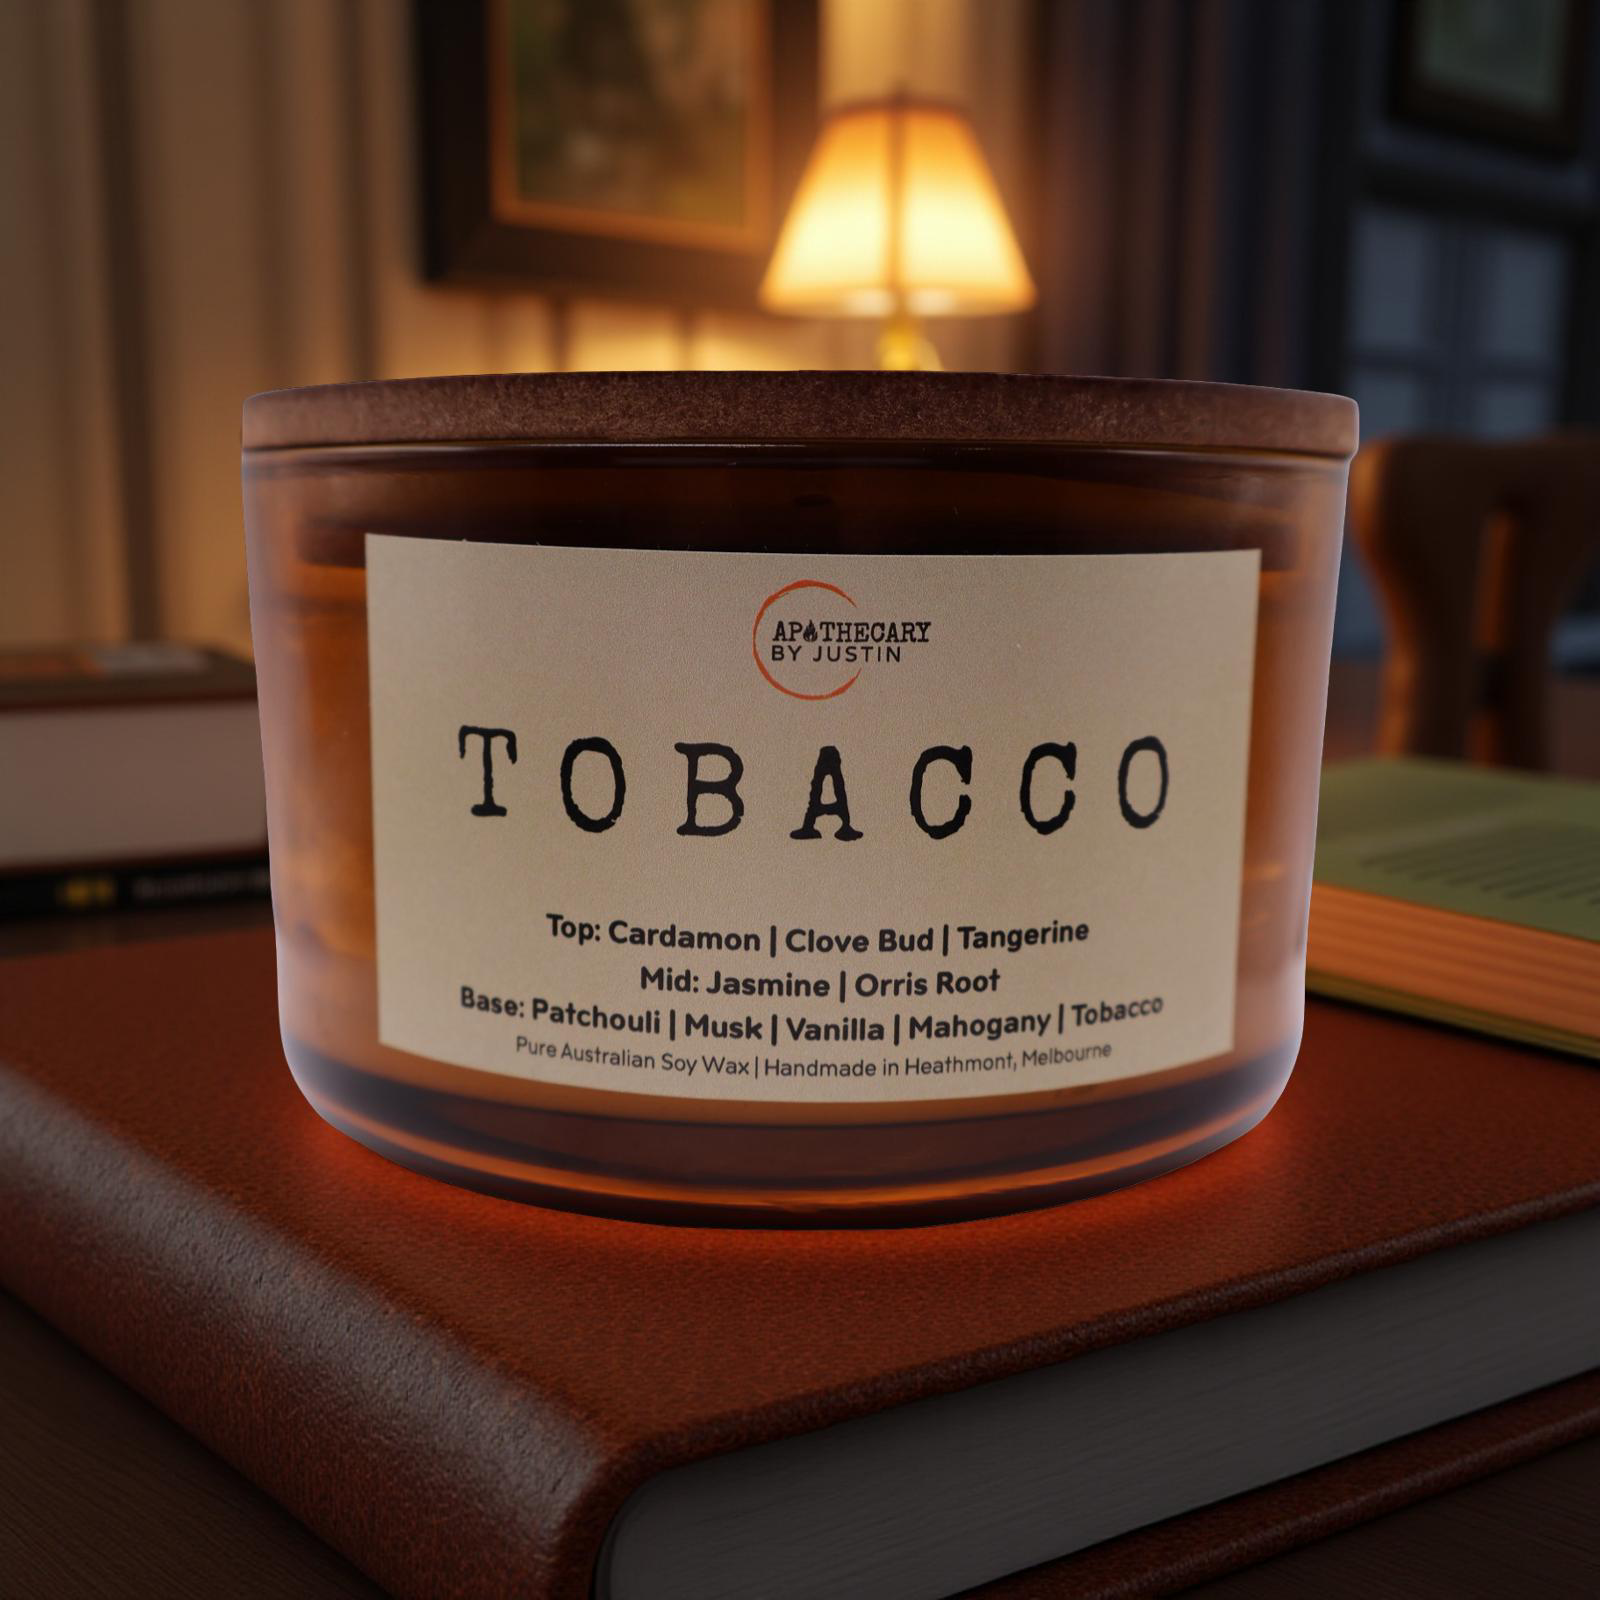 APOTHECARY
BY JUSTIN
TOBACCO
Top: Cardamon | Clove Bud | Tangerine
Mid: Jasmine | Orris Root
Base: Patchouli | Musk | Vanilla | Mahogany | Tobacco
Pure Australian Soy Wax | Handmade in Heathmont, Melbourne